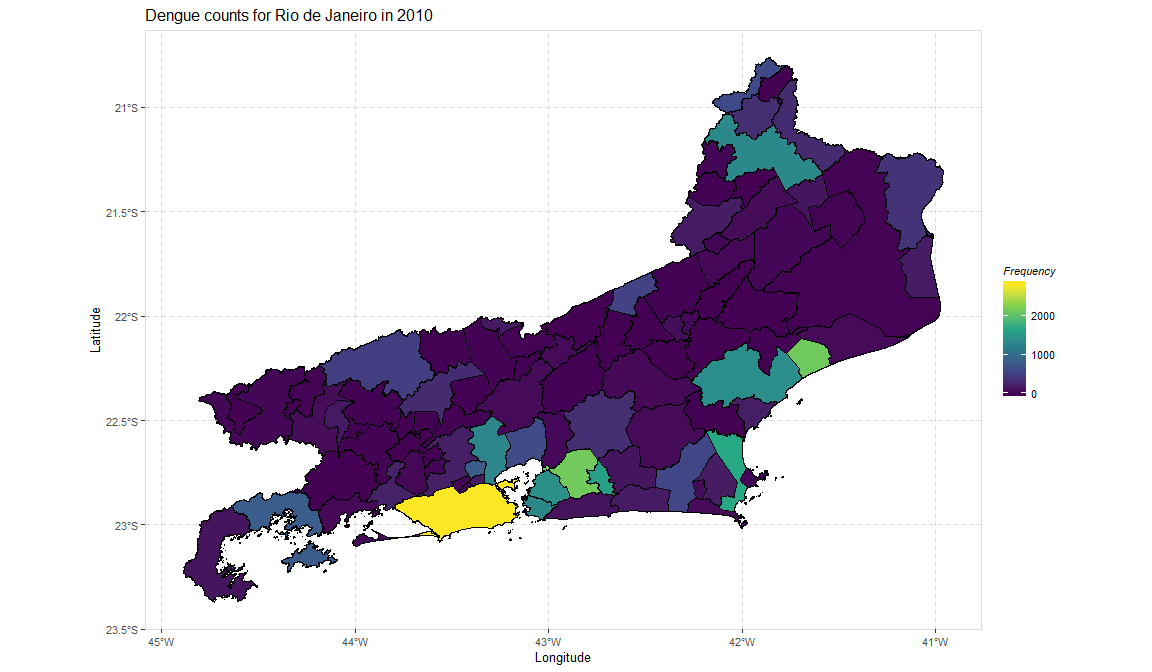 Dengue counts for Rio de Janeiro in 2010
21°S
21.5°S
22°S
22.5°S
23°S
23.5°S
Latitude
45°W
44°W
43°W
42°W
41°W
Longitude
Frequency
2000
1000
0